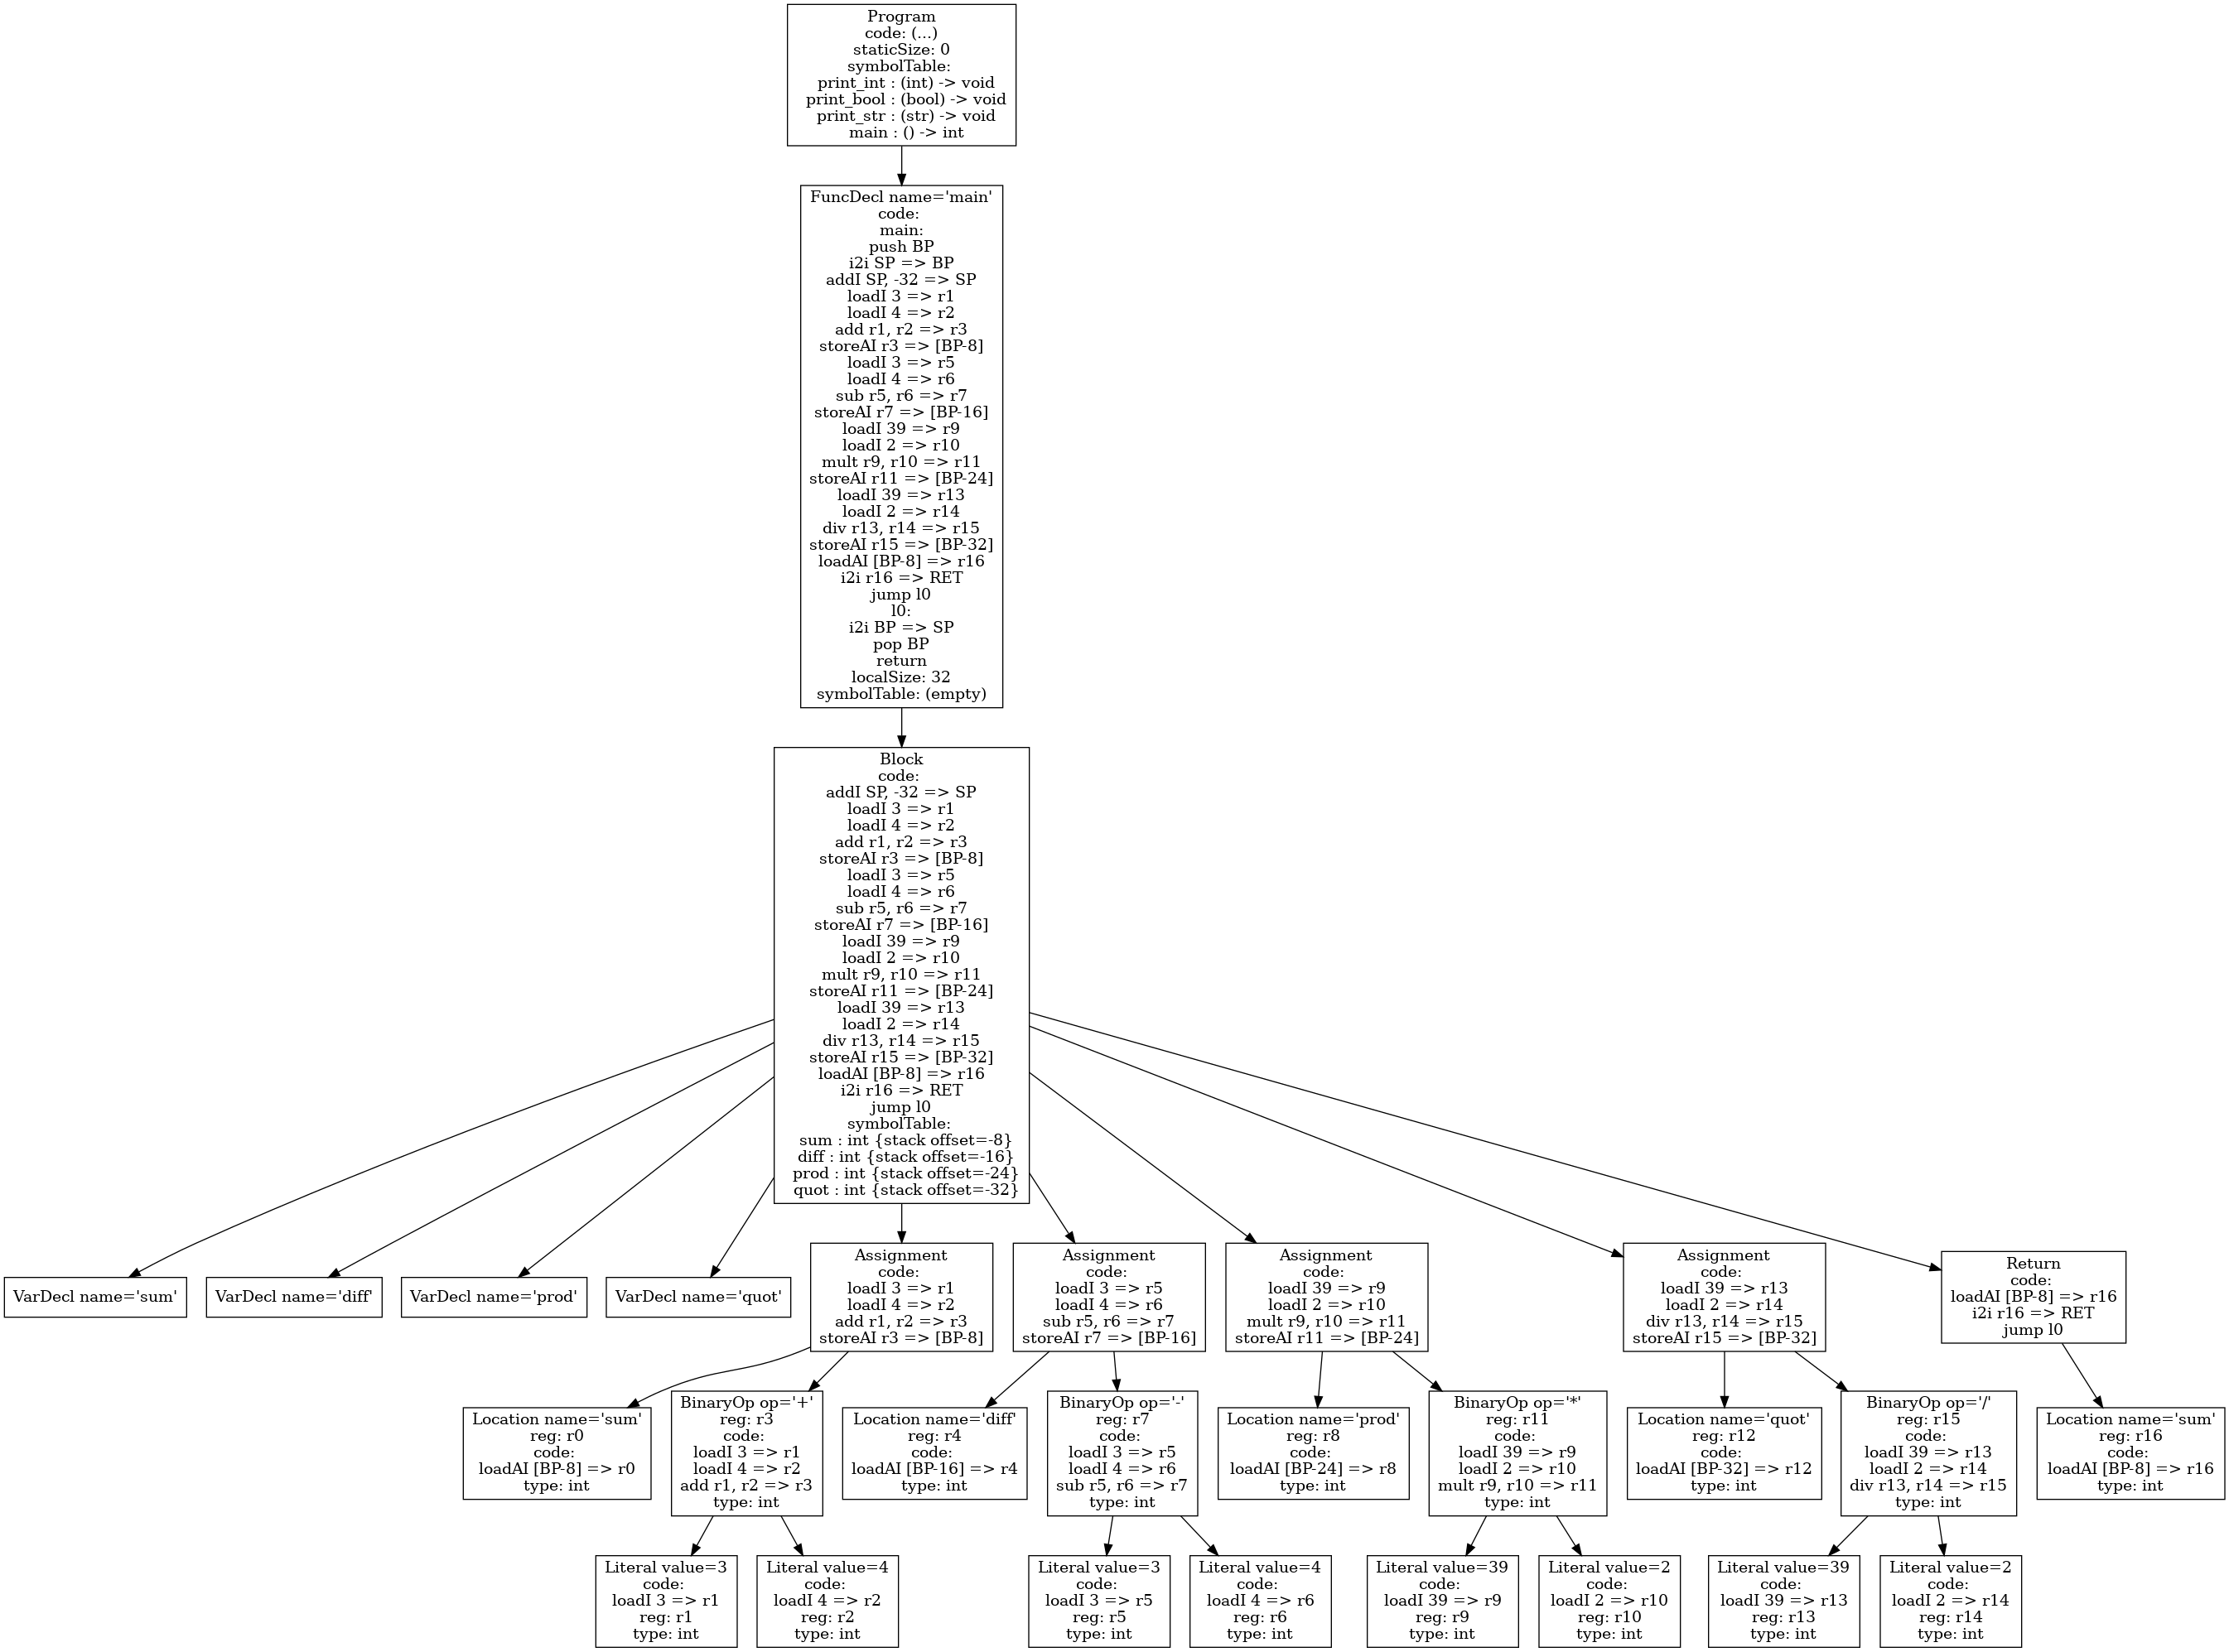 Program
code: (...)
staticSize: 0
symbolTable:
print_int : (int) -> void
print_bool : (bool) -> void
print_str : (str) -> void
main : () -> int
FuncDecl name='main'
code:
main:
push BP
i2i SP => BP
addI SP, -32 => SP
loadI 3 => r1
loadI 4 => r2
add r1, r2 => r3
storeAI r3 => [BP-8]
loadI 3 => r5
loadI 4 => r6
sub r5, r6 => r7
storeAI r7 => [BP-16]
loadI 39 => r9
loadI 2 => r10
mult r9, r10 => r11
storeAI r11 => [BP-24]
loadI 39 => r13
loadI 2 => r14
div r13, r14 => r15
storeAI r15 => [BP-32]
loadAI [BP-8] => r16
i2i r16 => RET
jump l0
l0:
i2i BP => SP
pop BP
return
localSize: 32
symbolTable: (empty)
Block
code:
addI SP, -32 => SP
loadI 3 => r1
loadI 4 => r2
add r1, r2 => r3
storeAI r3 => [BP-8]
loadI 3 => r5
loadI 4 => r6
sub r5, r6 => r7
storeAI r7 => [BP-16]
loadI 39 => r9
loadI 2 => r10
mult r9, r10 => r11
storeAI r11 => [BP-24]
loadI 39 => r13
loadI 2 => r14
div r13, r14 => r15
storeAI r15 => [BP-32]
loadAI [BP-8] => r16
i2i r16 => RET
jump l0
symbolTable:
sum : int {stack offset=-8}
diff : int {stack offset=-16}
prod : int {stack offset=-24}
quot : int {stack offset=-32}
VarDecl name='sum'
VarDecl name='diff'
VarDecl name='prod'
VarDecl name='quot'
Assignment
code:
loadI 3 => r1
loadI 4 => r2
add r1, r2 => r3
storeAI r3 => [BP-8]
Assignment
code:
loadI 3 => r5
loadI 4 => r6
sub r5, r6 => r7
storeAI r7 => [BP-16]
Assignment
code:
loadI 39 => r9
loadI 2 => r10
mult r9, r10 => r11
storeAI r11 => [BP-24]
Assignment
code:
loadI 39 => r13
loadI 2 => r14
div r13, r14 => r15
storeAI r15 => [BP-32]
Return
code:
loadAI [BP-8] => r16
i2i r16 => RET
jump l0
Location name='sum'
reg: r0
code:
loadAI [BP-8] => r0
type: int
BinaryOp op='+'
reg: r3
code:
loadI 3 => r1
loadI 4 => r2
add r1, r2 => r3
type: int
Location name='diff'
reg: r4
code:
loadAI [BP-16] => r4
type: int
BinaryOp op='-'
reg: r7
code:
loadI 3 => r5
loadI 4 => r6
sub r5, r6 => r7
type: int
Location name='prod'
reg: r8
code:
loadAI [BP-24] => r8
type: int
BinaryOp op='*'
reg: r11
code:
loadI 39 => r9
loadI 2 => r10
mult r9, r10 => r11
type: int
Location name='quot'
reg: r12
code:
loadAI [BP-32] => r12
type: int
BinaryOp op='/'
reg: r15
code:
loadI 39 => r13
loadI 2 => r14
div r13, r14 => r15
type: int
Location name='sum'
reg: r16
code:
loadAI [BP-8] => r16
type: int
Literal value=3
code:
loadI 3 => r1
reg: r1
type: int
Literal value=4
code:
loadI 4 => r2
reg: r2
type: int
Literal value=3
code:
loadI 3 => r5
reg: r5
type: int
Literal value=4
code:
loadI 4 => r6
reg: r6
type: int
Literal value=39
code:
loadI 39 => r9
reg: r9
type: int
Literal value=2
code:
loadI 2 => r10
reg: r10
type: int
Literal value=39
code:
loadI 39 => r13
reg: r13
type: int
Literal value=2
code:
loadI 2 => r14
reg: r14
type: int